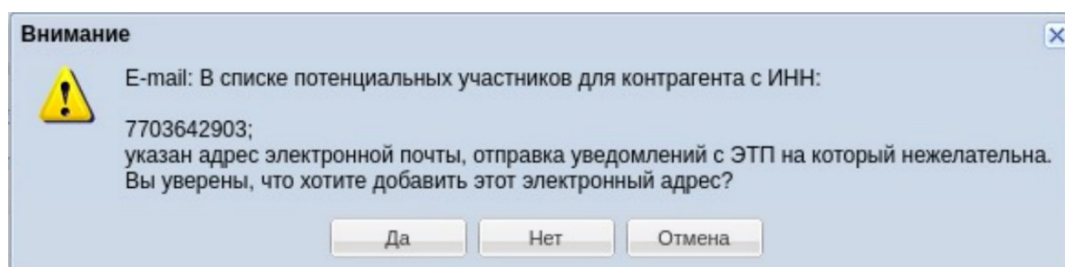 Внимание
E-mail: В списке потенциальных участников для контрагента с ИНН:
7703642903;
указан адрес электронной почты, отправка уведомлений с ЭТП на который нежелательна.
Вы уверены, что хотите добавить этот электронный адрес?
Да Нет Отмена